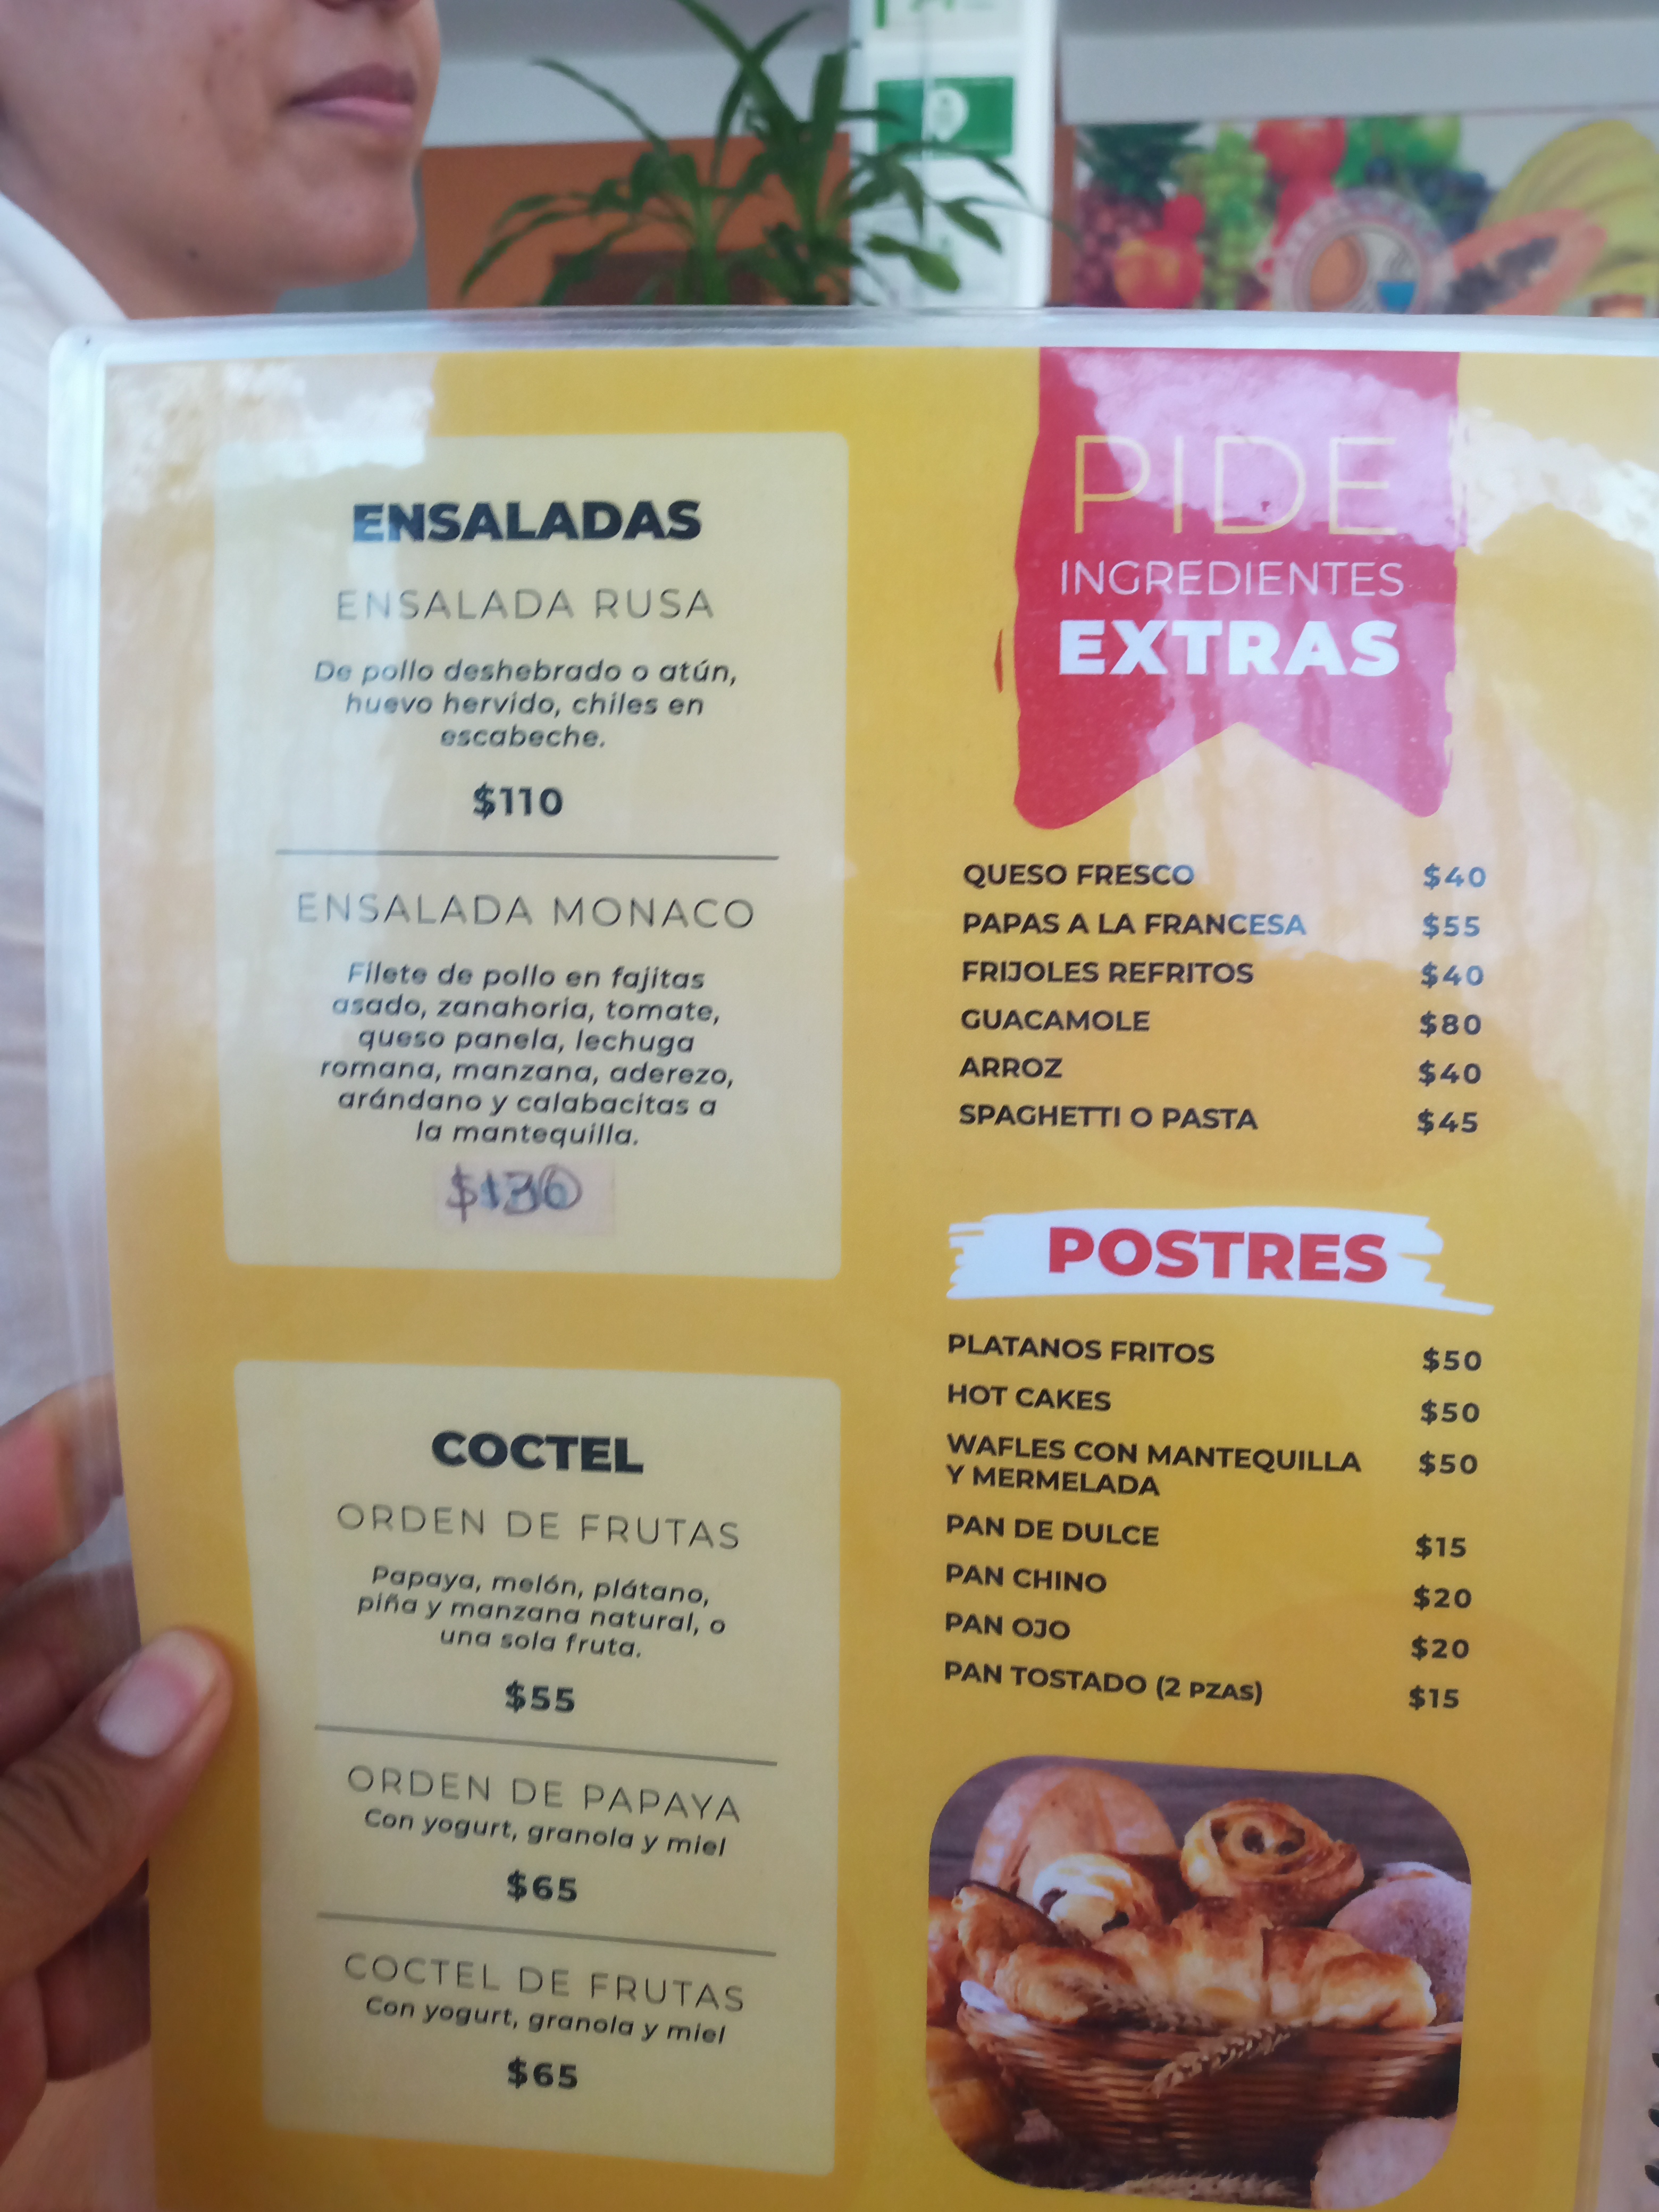 ENSALADAS
ENSALADA RUSA
De pollo deshebrado o atún,
huevo hervido, chiles en
escabeche.
$110
ENSALADA MONACO
Filete de pollo en fajitas
asado, zanahoria, tomate,
queso panela, lechuga
romana, manzana, aderezo,
arándano y calabacitas a
la mantequilla.
$130
COCTEL
ORDEN DE FRUTAS
Papaya, melón, plátano,
piña y manzana natural, o
una sola fruta.
$55
ORDEN DE PAPAYA
Con yogurt, granola y miel
$65
COCTEL DE FRUTAS
Con yogurt, granola y miel
$65
PIDE
INGREDIENTES
EXTRAS
QUESO FRESCO $40
PAPAS A LA FRANCESA $55
FRIJOLES REFRITOS $40
GUACAMOLE $80
ARROZ $40
SPAGHETTI O PASTA $45
POSTRES
PLATANOS FRITOS $50
HOT CAKES $50
WAFLES CON MANTEQUILLA $50
Y MERMELADA
PAN DE DULCE $15
PAN CHINO $20
PAN OJO $20
PAN TOSTADO (2 PZAS) $15